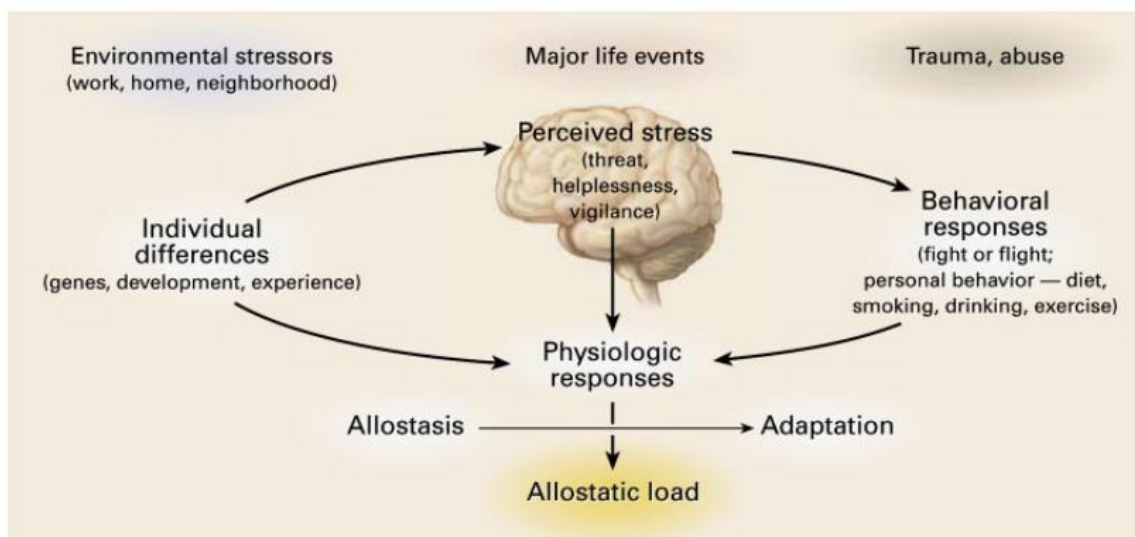 Environmental stressors
(work, home, neighborhood)
Major life events
Trauma, abuse
Perceived stress
(threat,
helplessness,
vigilance)
Individual
differences
(genes, development, experience)
Behavioral
responses
(fight or flight;
personal behavior — diet,
smoking, drinking, exercise)
Physiologic
responses
Allostasis
Adaptation
Allostatic load